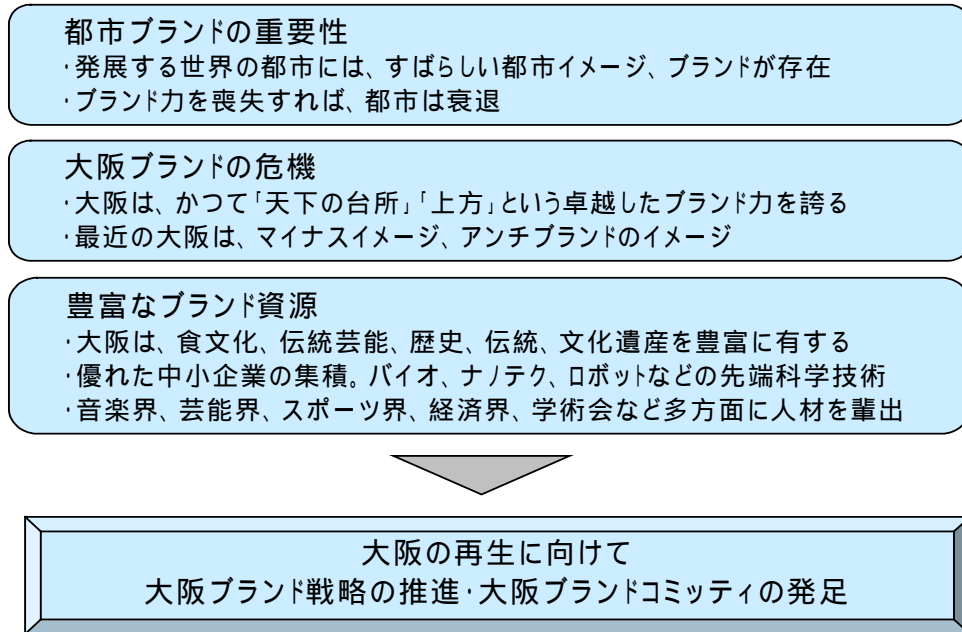 都市ブランドの重要性
・発展する世界の都市には、すばらしい都市イメージ、ブランドが存在
・ブランド力を喪失すれば、都市は衰退
大阪ブランドの危機
・大阪は、かつて「天下の台所」「上方」という卓越したブランド力を誇る
・最近の大阪は、マイナスイメージ、アンチブランドのイメージ
豊富なブランド資源
・大阪は、食文化、伝統芸能、歴史、伝統、文化遺産を豊富に有する
・優れた中小企業の集積。バイオ、ナノテク、ロボットなどの先端科学技術
・音楽界、芸能界、スポーツ界、経済界、学術会など多方面に人材を輩出
大阪の再生に向けて
大阪ブランド戦略の推進・大阪ブランドコミッティの発足